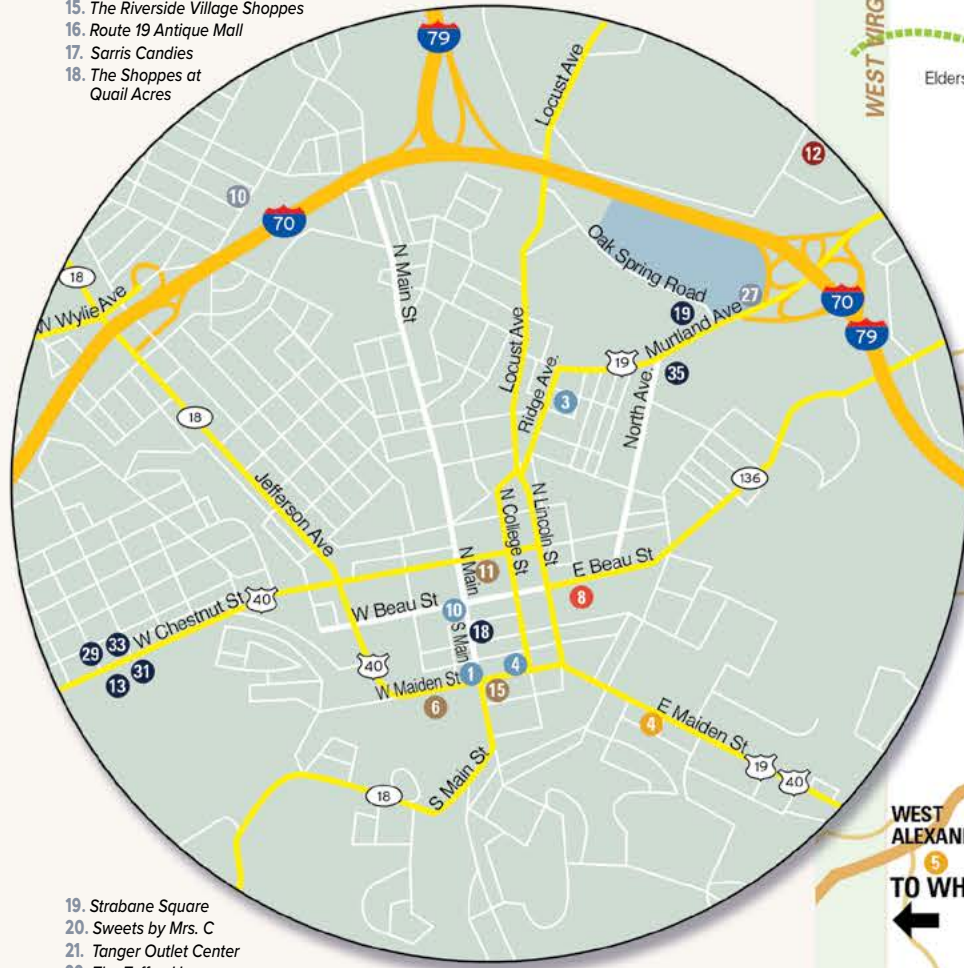 15. The Riverside Village Shoppes
16. Route 19 Antique Mall
17. Sarris Candies
18. The Shoppes at
Quail Acres
79
Locust Ave
WEST VIRG
Elders
12
10
70
18
W Wylie Ave
N Main St
Oak Spring Road
27
19
Murtland Ave
70
79
19
35
Locust Ave
Ridge Ave.
3
North Ave.
18
Jefferson Ave
136
N College St
N Lincoln St
N Main
11
E Beau St
8
W Chestnut St
40
W Beau St
10
S Main
18
29
33
31
13
40
W Maiden St
1
4
15
6
4
E Maiden St
19
40
S Main St
18
WEST
ALEXAN
5
TO WH
19. Strabane Square
20. Sweets by Mrs. C
21. Tanger Outlet Center